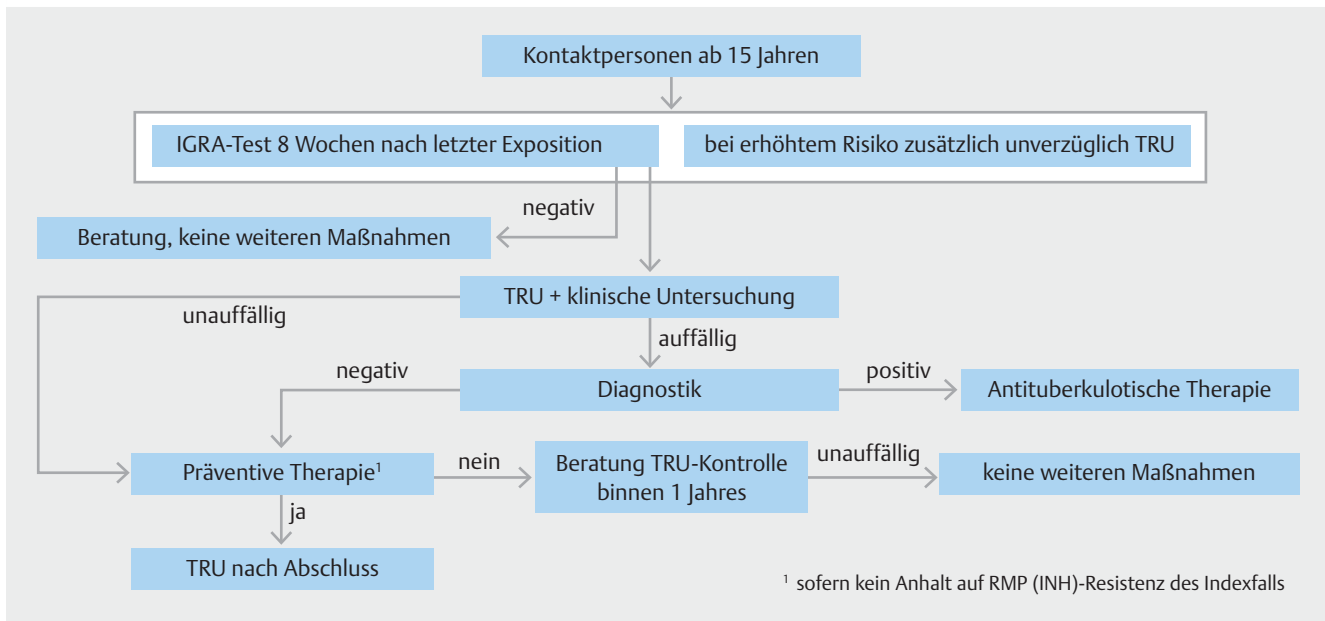 Kontaktpersonen ab 15 Jahren
IGRA-Test 8 Wochen nach letzter Exposition
bei erhöhtem Risiko zusätzlich unverzüglich TRU
negativ
Beratung, keine weiteren Maßnahmen
TRU + klinische Untersuchung
unauffällig
auffällig
negativ
Diagnostik
positiv
Antituberkulotische Therapie
Präventive Therapie¹
nein
Beratung TRU-Kontrolle
binnen 1 Jahres
unauffällig
keine weiteren Maßnahmen
ja
TRU nach Abschluss
¹ sofern kein Anhalt auf RMP (INH)-Resistenz des Indexfalls